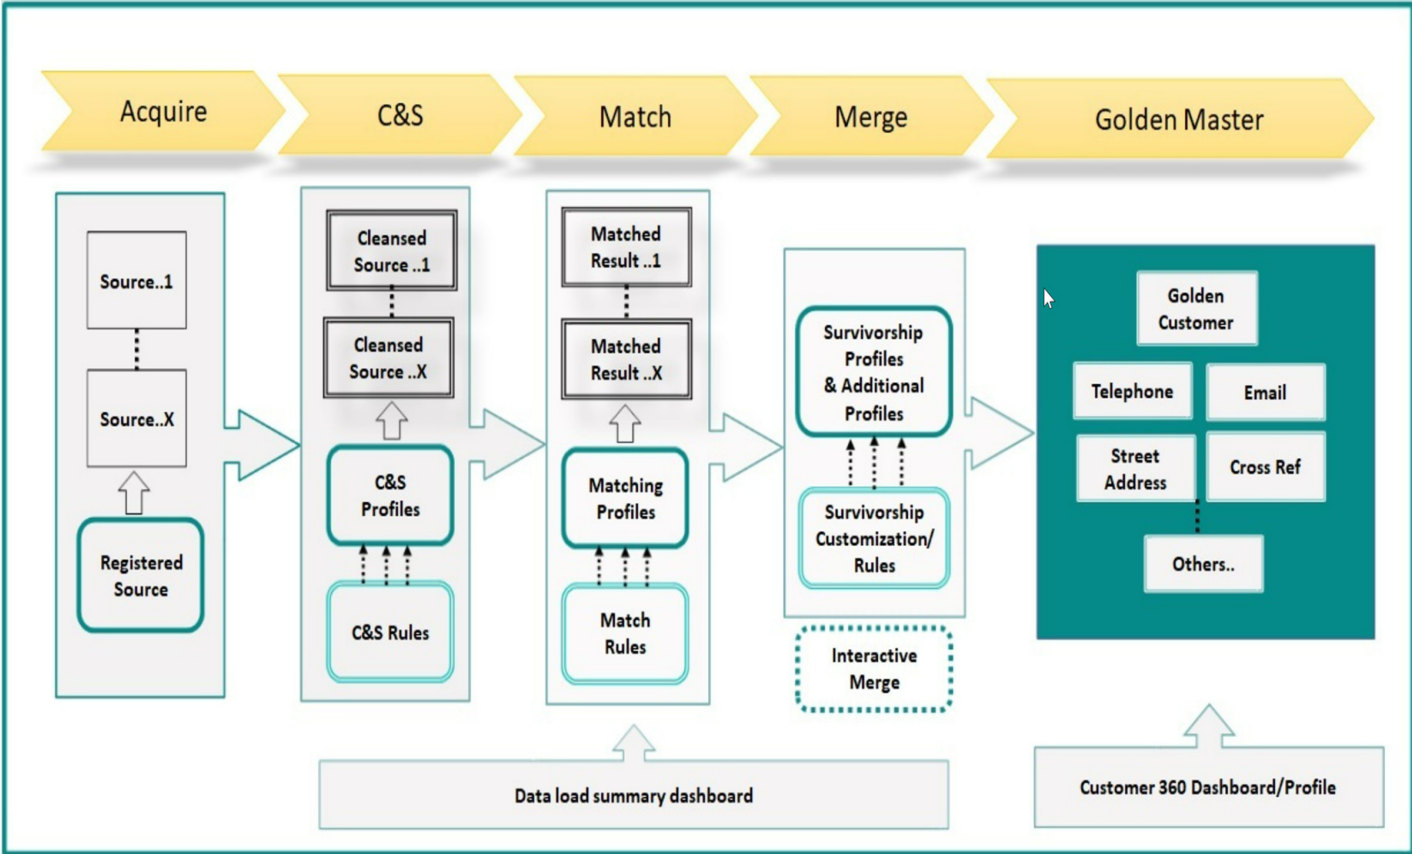 Acquire
C&S
Match
Merge
Golden Master
Source..1
Source..X
Registered
Source
Cleansed
Source ..1
Cleansed
Source ..X
C&S
Profiles
C&S Rules
Matched
Result ..1
Matched
Result ..X
Matching
Profiles
Match
Rules
Survivorship
Profiles
& Additional
Profiles
Survivorship
Customization/
Rules
Interactive
Merge
Golden
Customer
Telephone
Email
Street
Address
Cross Ref
Others..
Data load summary dashboard
Customer 360 Dashboard/Profile